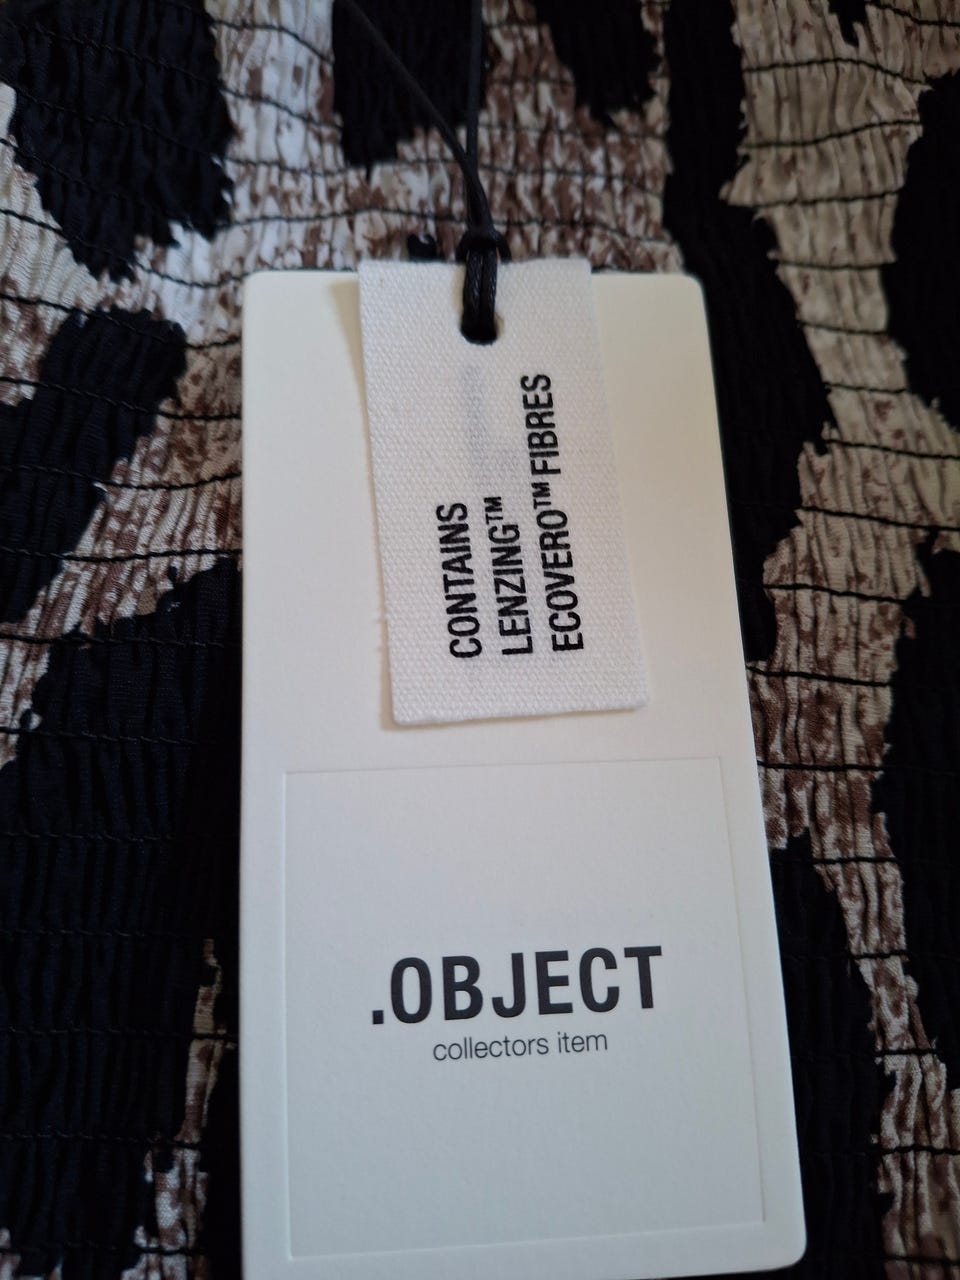 CONTAINS
LENZING™
ECOVERO™ FIBRES
.OBJECT
collectors item